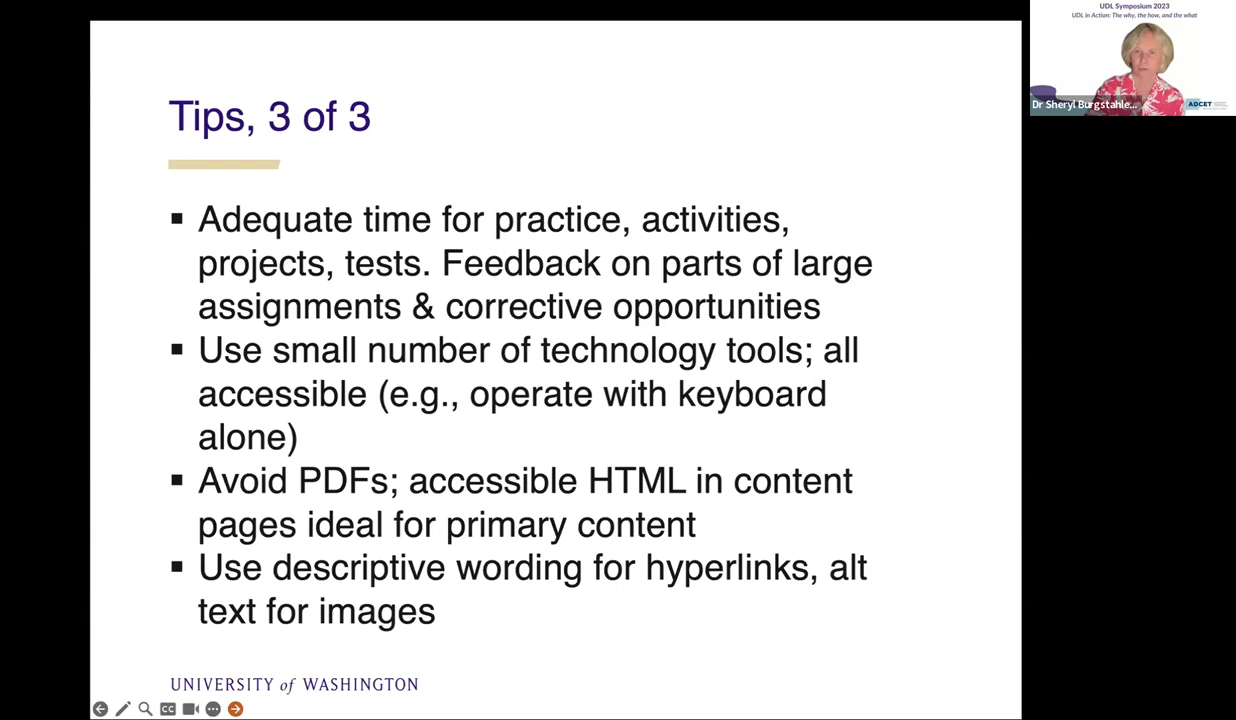 UDL Symposium 2023
UDL in Action: The why, the how, and the what
Dr Sheryl Burgstahle...
ADCET
Tips, 3 of 3
▪ Adequate time for practice, activities,
projects, tests. Feedback on parts of large
assignments & corrective opportunities
▪ Use small number of technology tools; all
accessible (e.g., operate with keyboard
alone)
▪ Avoid PDFs; accessible HTML in content
pages ideal for primary content
▪ Use descriptive wording for hyperlinks, alt
text for images
UNIVERSITY of WASHINGTON
CC